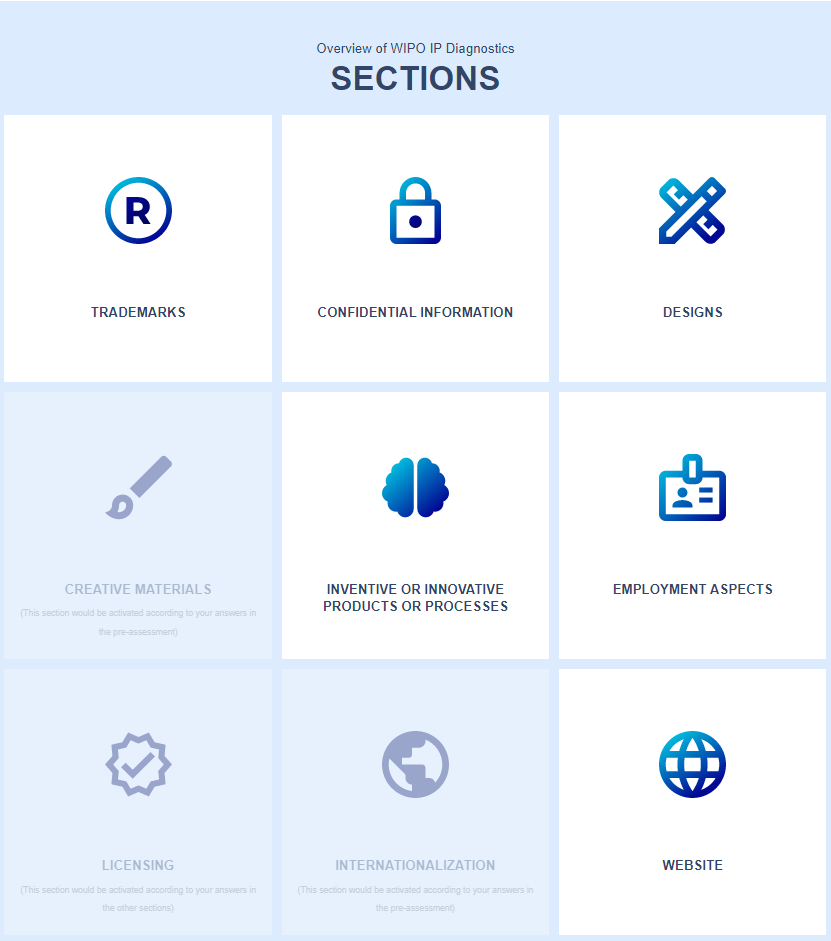 Overview of WIPO IP Diagnostics
SECTIONS
R
TRADEMARKS
CONFIDENTIAL INFORMATION
DESIGNS
CREATIVE MATERIALS
(This section would be activated according to your answers in
the pre-assessment)
INVENTIVE OR INNOVATIVE
PRODUCTS OR PROCESSES
EMPLOYMENT ASPECTS
LICENSING
(This section would be activated according to your answers in
the other sections)
INTERNATIONALIZATION
(This section would be activated according to your answers in
the pre-assessment)
WEBSITE